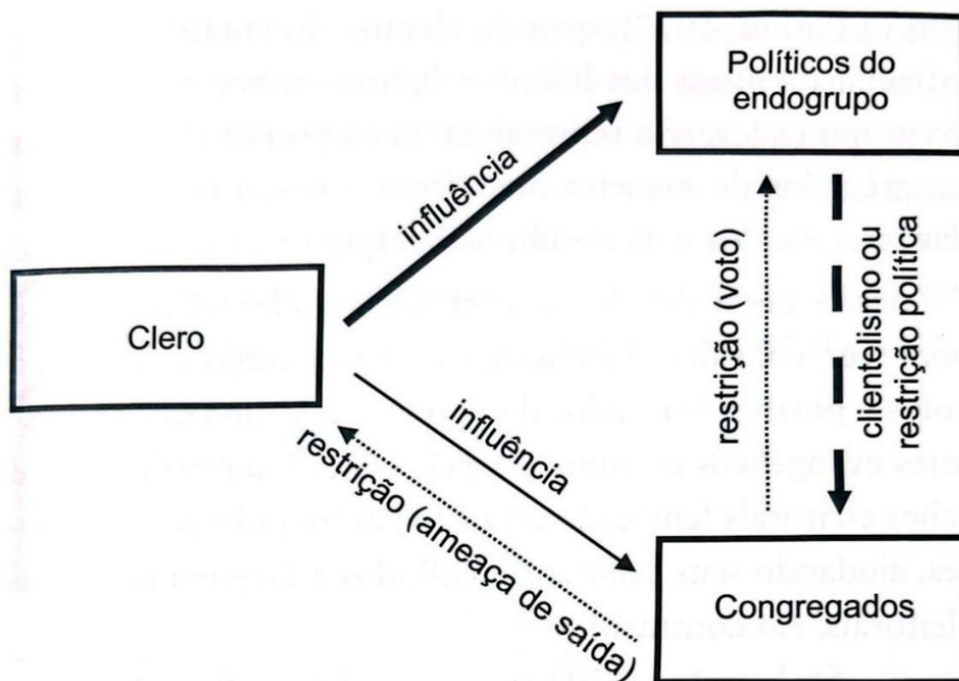 Políticos do
endogrupo
influência
Clero
restrição (voto)
clientelismo ou
restrição política
influência
restrição (ameaça de saída)
Congregados